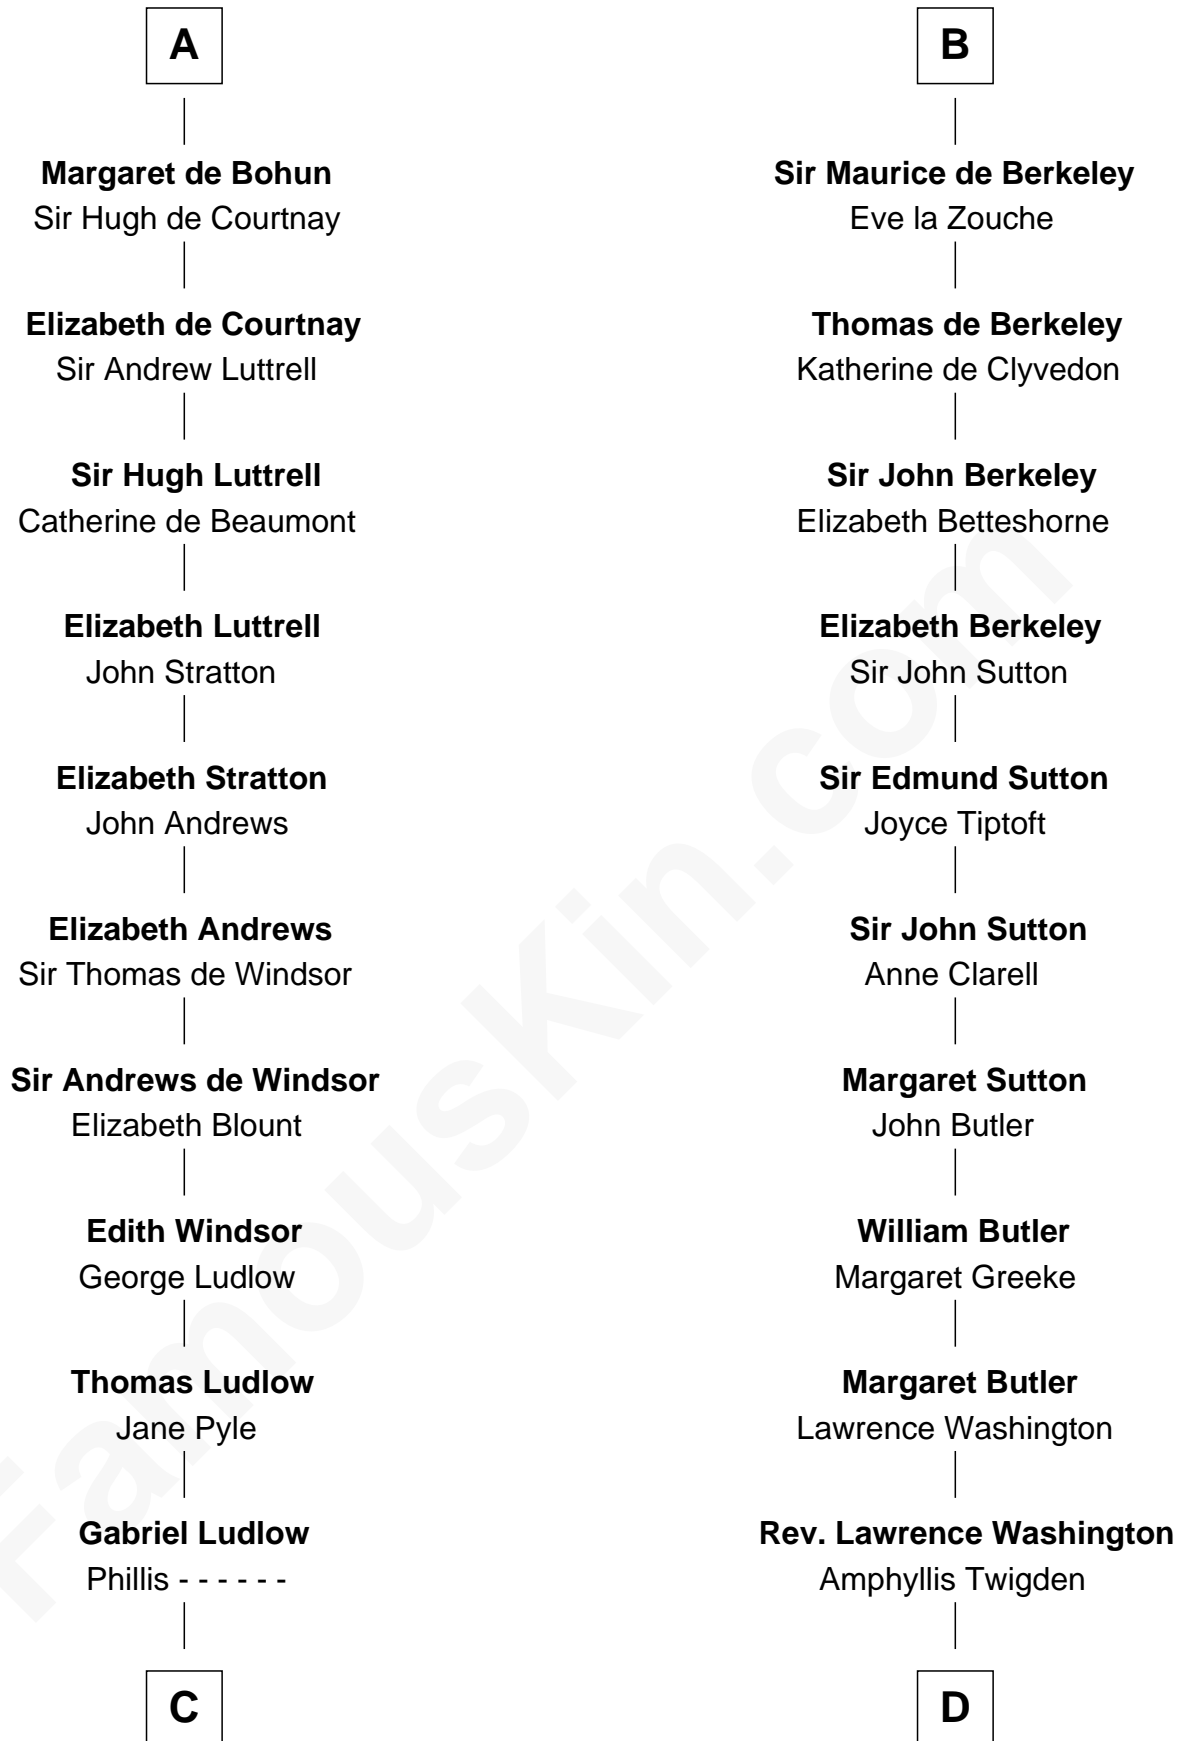 A
Margaret de Bohun
Sir Hugh de Courtnay
Elizabeth de Courtnay
Sir Andrew Luttrell
Sir Hugh Luttrell
Catherine de Beaumont
Elizabeth Luttrell
John Stratton
Elizabeth Stratton
John Andrews
Elizabeth Andrews
Sir Thomas de Windsor
Sir Andrews de Windsor
Elizabeth Blount
Edith Windsor
George Ludlow
Thomas Ludlow
Jane Pyle
Gabriel Ludlow
Phillis - - - - - -
C
B
Sir Maurice de Berkeley
Eve la Zouche
Thomas de Berkeley
Katherine de Clyvedon
Sir John Berkeley
Elizabeth Betteshorne
Elizabeth Berkeley
Sir John Sutton
Sir Edmund Sutton
Joyce Tiptoft
Sir John Sutton
Anne Clarell
Margaret Sutton
John Butler
William Butler
Margaret Greeke
Margaret Butler
Lawrence Washington
Rev. Lawrence Washington
Amphyllis Twigden
D
FamousKin.com